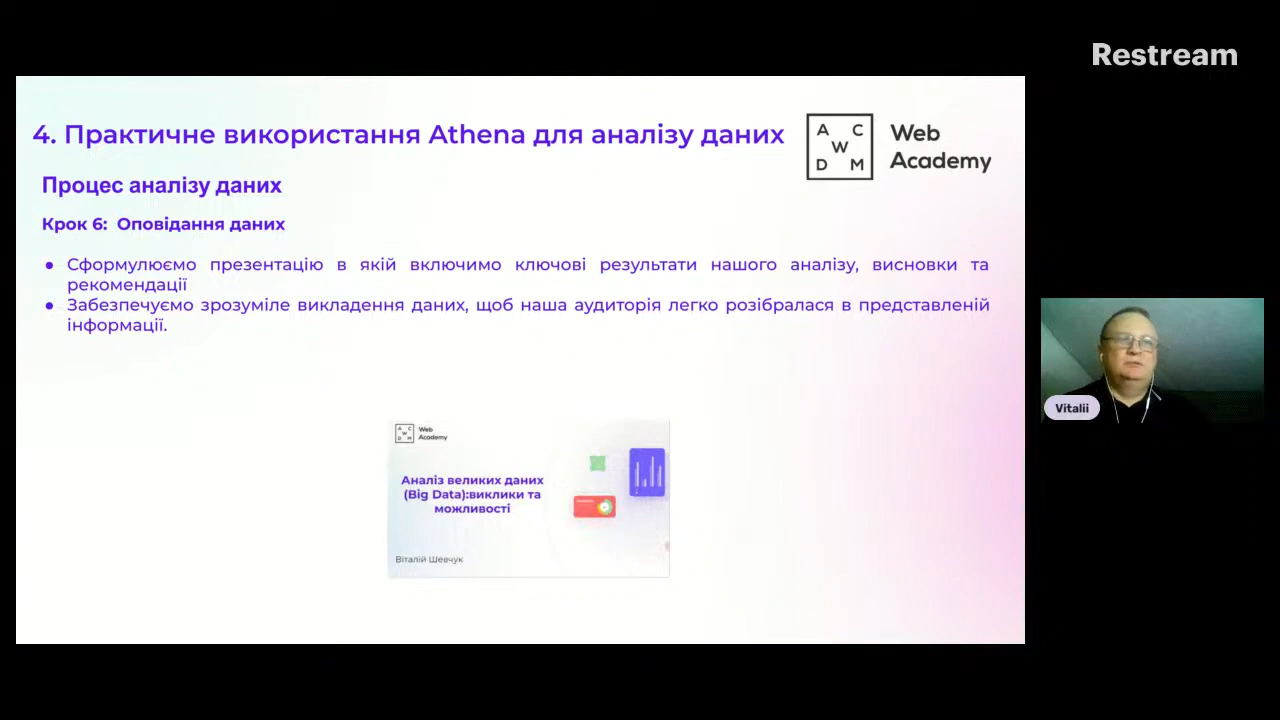 Restream
4. Практичне використання Athena для аналізу даних
A C
W
D M
Web
Academy
Процес аналізу даних
Крок 6: Оповідання даних
● Сформулюємо презентацію в якій включимо ключові результати нашого аналізу, висновки та
рекомендації
● Забезпечуємо зрозуміле викладення даних, щоб наша аудиторія легко розібралася в представленій
інформації.
Vitalii
A C
W
D M
Web
Academy
Аналіз великих даних
(Big Data):виклики та
можливості
Віталій Шевчук